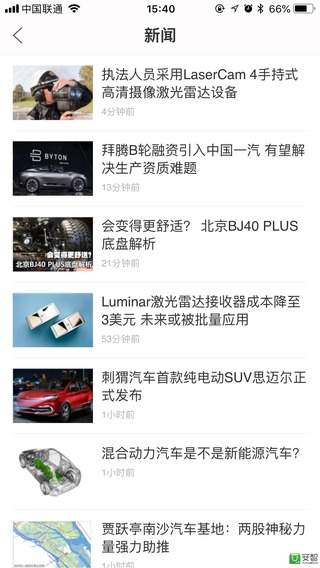 中国联通
15:40
66%
新闻
执法人员采用LaserCam 4手持式
高清摄像激光雷达设备
4分钟前
BYTON
拜腾B轮融资引入中国一汽 有望解
决生产资质难题
13分钟前
会变得更舒适?
北京BJ40 PLUS底盘解析
会变得更舒适? 北京BJ40 PLUS
底盘解析
21分钟前
Luminar激光雷达接收器成本降至
3美元 未来或被批量应用
53分钟前
刺猬汽车首款纯电动SUV思迈尔正
式发布
1小时前
混合动力汽车是不是新能源汽车?
1小时前
贾跃亭南沙汽车基地：两股神秘力
量强力助推
1小时前
安智